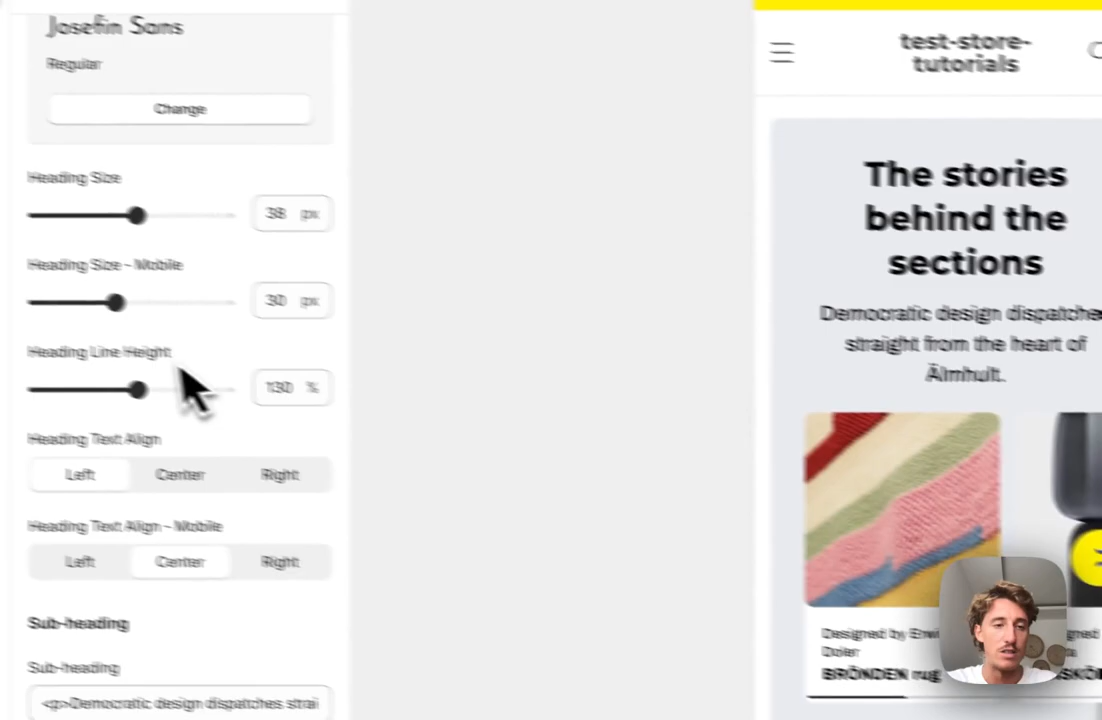 Josefin Sans
Regular
Change
Heading Size
38 px
Heading Size - Mobile
30 px
Heading Line Height
130 %
Heading Text Align
Left Center Right
Heading Text Align - Mobile
Left Center Right
Sub-heading
Sub-heading
<p>Democratic design dispatches strai
test-store-
tutorials
The stories
behind the
sections
Democratic design dispatches
straight from the heart of
Älmhult.
Designed by
BRÖNDEN rug